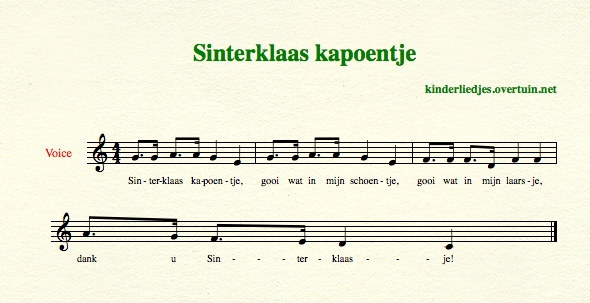 Sinterklaas kapoentje
kinderliedjes.overtuin.net
Voice
Sin - ter-klaas ka-poen - tje, gooi wat in mijn schoen - tje, gooi wat in mijn laars - je,
dank u Sin - - - ter - klaas - - - je!